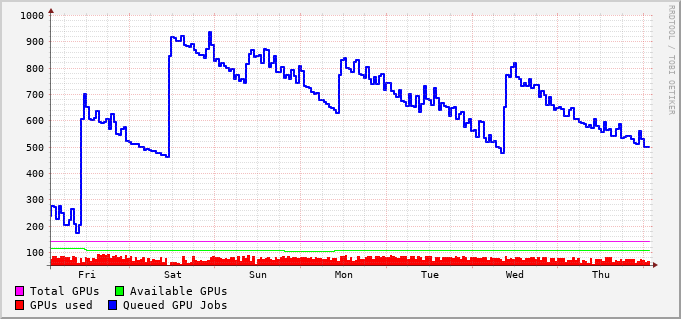 1000
900
800
700
600
500
400
300
200
100
Fri Sat Sun Mon Tue Wed Thu
RRDTOOL / TOBI OETIKER
Total GPUs Available GPUs
GPUs used Queued GPU Jobs